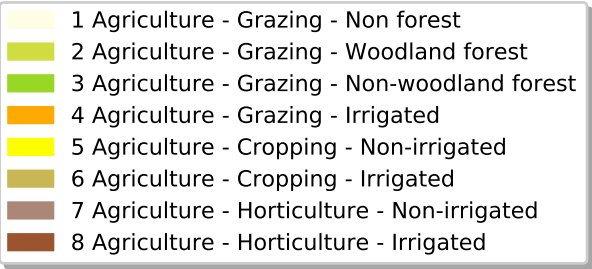 1 Agriculture - Grazing - Non forest
2 Agriculture - Grazing - Woodland forest
3 Agriculture - Grazing - Non-woodland forest
4 Agriculture - Grazing - Irrigated
5 Agriculture - Cropping - Non-irrigated
6 Agriculture - Cropping - Irrigated
7 Agriculture - Horticulture - Non-irrigated
8 Agriculture - Horticulture - Irrigated